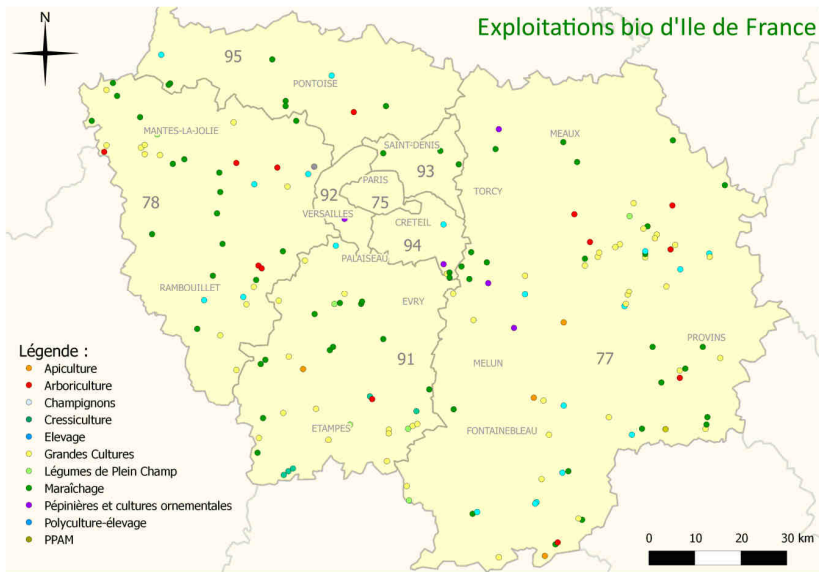 Exploitations bio d'Ile de France
N
95
PONTOISE
MANTES-LA-JOLIE
SAINT-DENIS
MEAUX
93
PARIS
TORCY
92
75
78
VERSAILLES
CRETEIL
94
PALAISEAU
RAMBOUILLET
EVRY
PROVINS
91
MELUN
77
ETAMPES
FONTAINEBLEAU
Légende :
Apiculture
Arboriculture
Champignons
Cressiculture
Elevage
Grandes Cultures
Légumes de Plein Champ
Maraîchage
Pépinières et cultures ornementales
Polyculture-élevage
PPAM
0 10 20 30 km